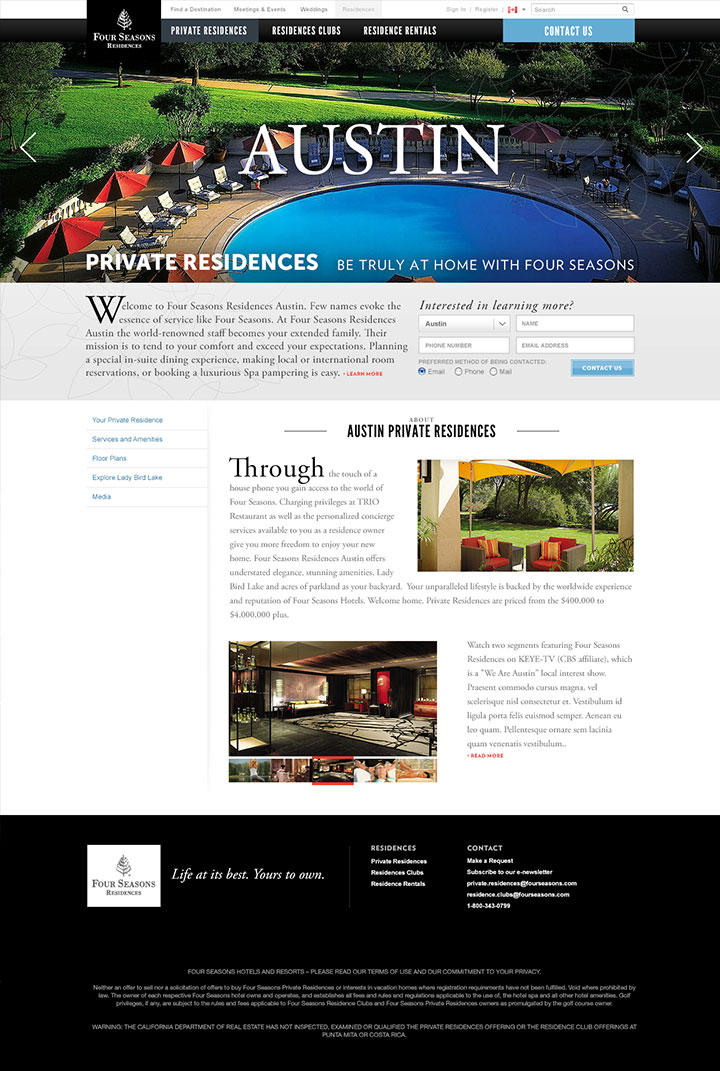 Find a Destination Meetings & Events Weddings Residences Sign In | Register | Search
FOUR SEASONS
RESIDENCES
PRIVATE RESIDENCES RESIDENCES CLUBS RESIDENCE RENTALS CONTACT US
AUSTIN
PRIVATE RESIDENCES BE TRULY AT HOME WITH FOUR SEASONS
Welcome to Four Seasons Residences Austin. Few names evoke the
essence of service like Four Seasons. At Four Seasons Residences
Austin the world-renowned staff becomes your extended family. Their
mission is to tend to your comfort and exceed your expectations. Planning
a special in-suite dining experience, making local or international room
reservations, or booking a luxurious Spa pampering is easy. › LEARN MORE
Interested in learning more?
Austin NAME
PHONE NUMBER EMAIL ADDRESS
PREFERRED METHOD OF BEING CONTACTED:
Email Phone Mail CONTACT US
Your Private Residence
Services and Amenities
Floor Plans
Explore Lady Bird Lake
Media
ABOUT
AUSTIN PRIVATE RESIDENCES
Through the touch of a
house phone you gain access to the world of
Four Seasons. Charging privileges at TRIO
Restaurant as well as the personalized concierge
services available to you as a residence owner
give you more freedom to enjoy your new
home. Four Seasons Residences Austin offers
understated elegance, stunning amenities, Lady
Bird Lake and acres of parkland as your backyard. Your unparalleled lifestyle is backed by the worldwide experience
and reputation of Four Seasons Hotels. Welcome home. Private Residences are priced from the $400,000 to
$4,000,000 plus.
Watch two segments featuring Four Seasons
Residences on KEYE-TV (CBS affiliate), which
is a "We Are Austin" local interest show.
Praesent commodo cursus magna, vel
scelerisque nisl consectetur et. Vestibulum id
ligula porta felis euismod semper. Aenean eu
leo quam. Pellentesque ornare sem lacinia
quam venenatis vestibulum..
› READ MORE
FOUR SEASONS
RESIDENCES
Life at its best. Yours to own.
RESIDENCES
Private Residences
Residences Clubs
Residence Rentals
CONTACT
Make a Request
Subscribe to our e-newsletter
private.residences@fourseasons.com
residence.clubs@fourseasons.com
1-800-343-0799
FOUR SEASONS HOTELS AND RESORTS – PLEASE READ OUR TERMS OF USE AND OUR COMMITMENT TO YOUR PRIVACY.
Neither an offer to sell nor a solicitation of offers to buy Four Seasons Private Residences or interests in vacation homes where registration requirements have not been fulfilled. Void where prohibited by
law. The owner of each respective Four Seasons hotel owns and operates, and establishes all fees and rules and regulations applicable to the use of, the hotel spa and all other hotel amenities. Golf
privileges, if any, are subject to the rules and fees applicable to Four Seasons Residence Clubs and Four Seasons Private Residences owners as promulgated by the golf course owner.
WARNING: THE CALIFORNIA DEPARTMENT OF REAL ESTATE HAS NOT INSPECTED, EXAMINED OR QUALIFIED THE PRIVATE RESIDENCES OFFERING OR THE RESIDENCE CLUB OFFERINGS AT
PUNTA MITA OR COSTA RICA.